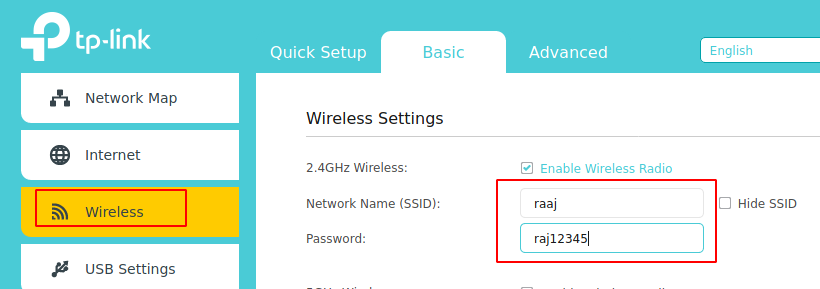 tp-link
Quick Setup Basic Advanced English
Network Map
Internet
Wireless
USB Settings
Wireless Settings
2.4GHz Wireless: Enable Wireless Radio
Network Name (SSID): raaj Hide SSID
Password: raj12345